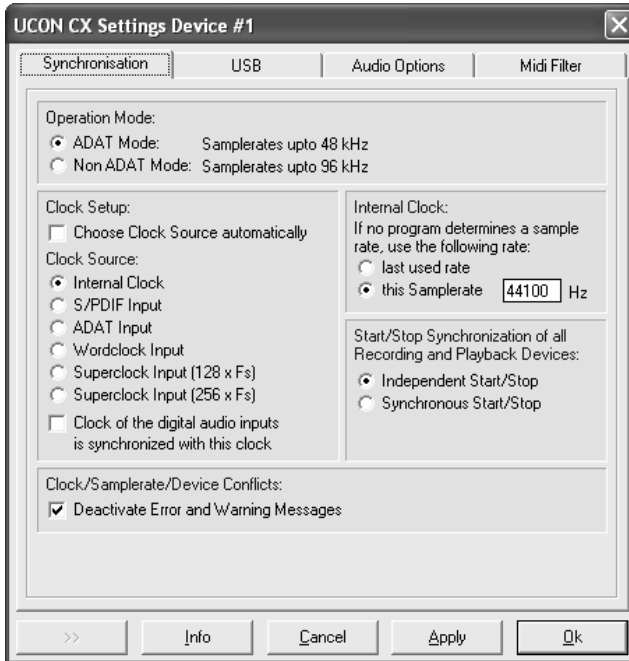 UCON CX Settings Device #1
Synchronisation
USB
Audio Options
Midi Filter
Operation Mode:
ADAT Mode: Samplerates upto 48 kHz
Non ADAT Mode: Samplerates upto 96 kHz
Clock Setup:
Choose Clock Source automatically
Clock Source:
Internal Clock
S/PDIF Input
ADAT Input
Wordclock Input
Superclock Input (128 x Fs)
Superclock Input (256 x Fs)
Clock of the digital audio inputs
is synchronized with this clock
Internal Clock:
If no program determines a sample
rate, use the following rate:
last used rate
this Samplerate 44100 Hz
Start/Stop Synchronization of all
Recording and Playback Devices:
Independent Start/Stop
Synchronous Start/Stop
Clock/Samplerate/Device Conflicts:
Deactivate Error and Warning Messages
>>
Info
Cancel
Apply
Ok